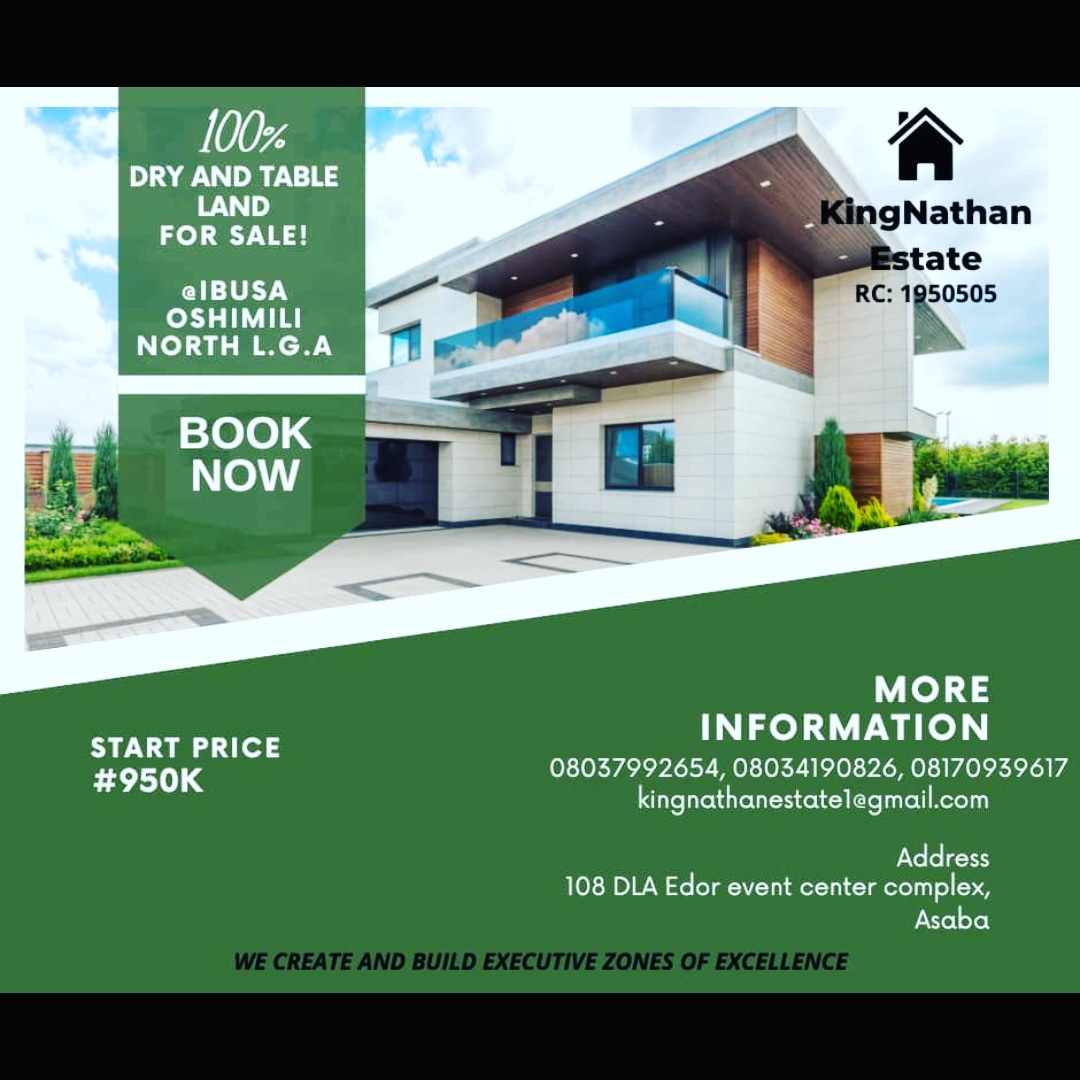 100%
DRY AND TABLE
LAND
FOR SALE!
@IBUSA
OSHIMILI
NORTH L.G.A
BOOK
NOW
KingNathan
Estate
RC: 1950505
START PRICE
#950K
MORE
INFORMATION
08037992654, 08034190826, 08170939617
kingnathanestate1@gmail.com
Address
108 DLA Edor event center complex,
Asaba
WE CREATE AND BUILD EXECUTIVE ZONES OF EXCELLENCE